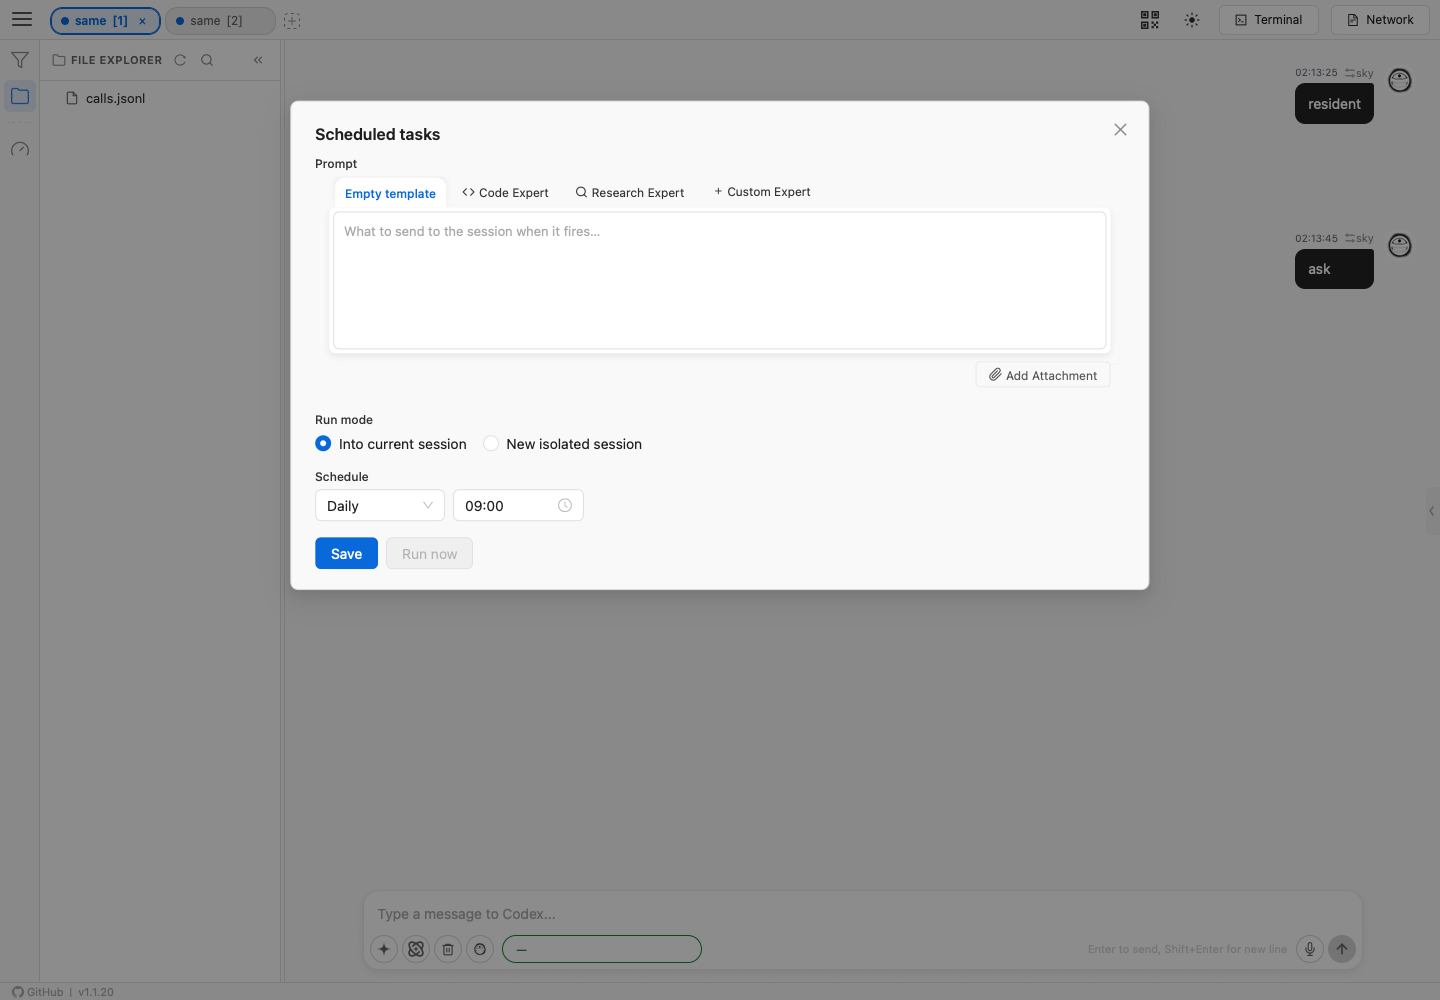 same [1] ×
same [2]
Terminal
Network
FILE EXPLORER
calls.jsonl
02:13:25 sky
resident
02:13:45 sky
ask
Scheduled tasks
Prompt
Empty template
Code Expert
Research Expert
+ Custom Expert
What to send to the session when it fires...
Add Attachment
Run mode
Into current session
New isolated session
Schedule
Daily
09:00
Save
Run now
Type a message to Codex...
—
Enter to send, Shift+Enter for new line
GitHub | v1.1.20